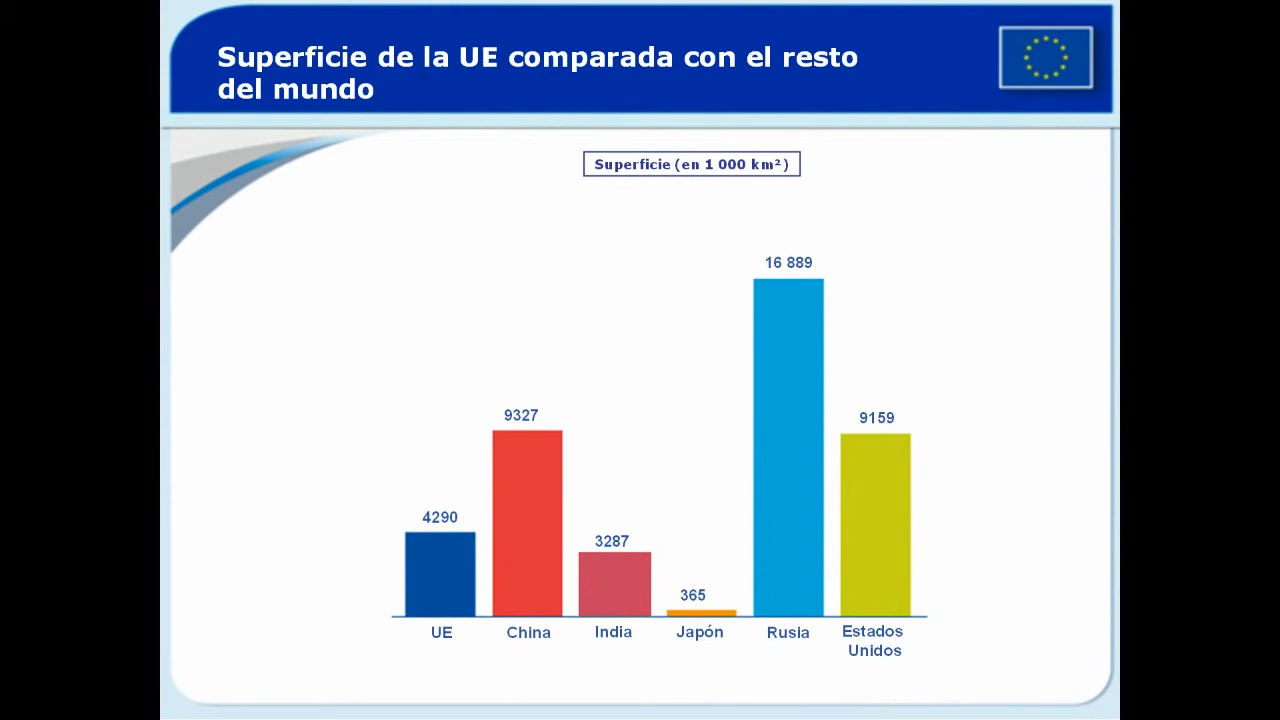 Superficie de la UE comparada con el resto
del mundo
Superficie (en 1 000 km²)
16 889
9327
9159
4290
3287
365
UE
China
India
Japón
Rusia
Estados
Unidos